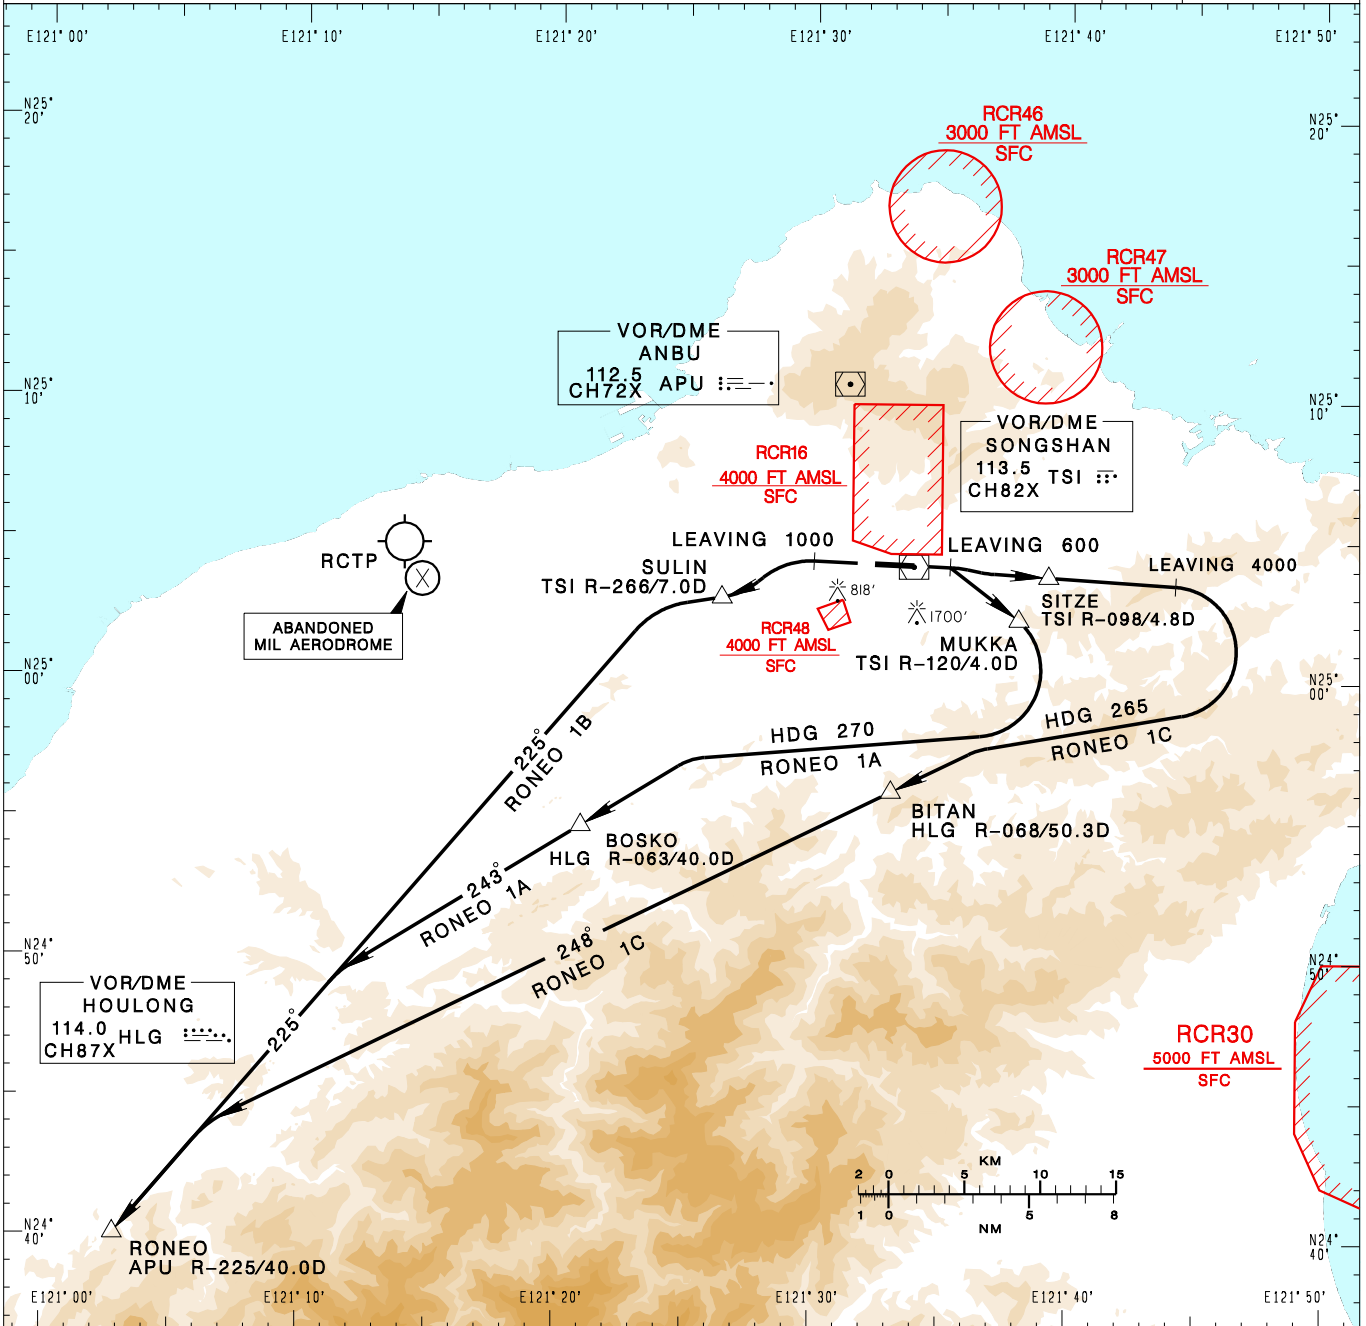 E121° 00'
E121° 10'
E121° 20'
E121° 30'
E121° 40'
E121° 50'
N25°
20'
N25°
20'
RCR46
3000 FT AMSL
SFC
RCR47
3000 FT AMSL
SFC
VOR/DME
ANBU
112.5
CH72X APU
N25°
10'
N25°
10'
VOR/DME
SONGSHAN
113.5
CH82X TSI
RCR16
4000 FT AMSL
SFC
LEAVING 1000
LEAVING 600
LEAVING 4000
RCTP
SULIN
TSI R-266/7.0D
818'
1700'
SITZE
TSI R-098/4.8D
ABANDONED
MIL AERODROME
RCR48
4000 FT AMSL
SFC
MUKKA
TSI R-120/4.0D
N25°
00'
N25°
00'
225°
RONEO 1B
HDG 270
RONEO 1A
HDG 265
RONEO 1C
BITAN
HLG R-068/50.3D
BOSKO
HLG R-063/40.0D
243°
RONEO 1A
248°
RONEO 1C
N24°
50'
N24°
50'
VOR/DME
HOULONG
114.0
CH87X HLG
225°
RCR30
5000 FT AMSL
SFC
KM
2 0 5 10 15
1 0 5 8
NM
N24°
40'
N24°
40'
RONEO
APU R-225/40.0D
E121° 00'
E121° 10'
E121° 20'
E121° 30'
E121° 40'
E121° 50'